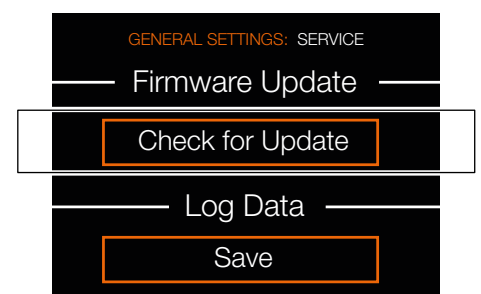 GENERAL SETTINGS: SERVICE
Firmware Update
Check for Update
Log Data
Save